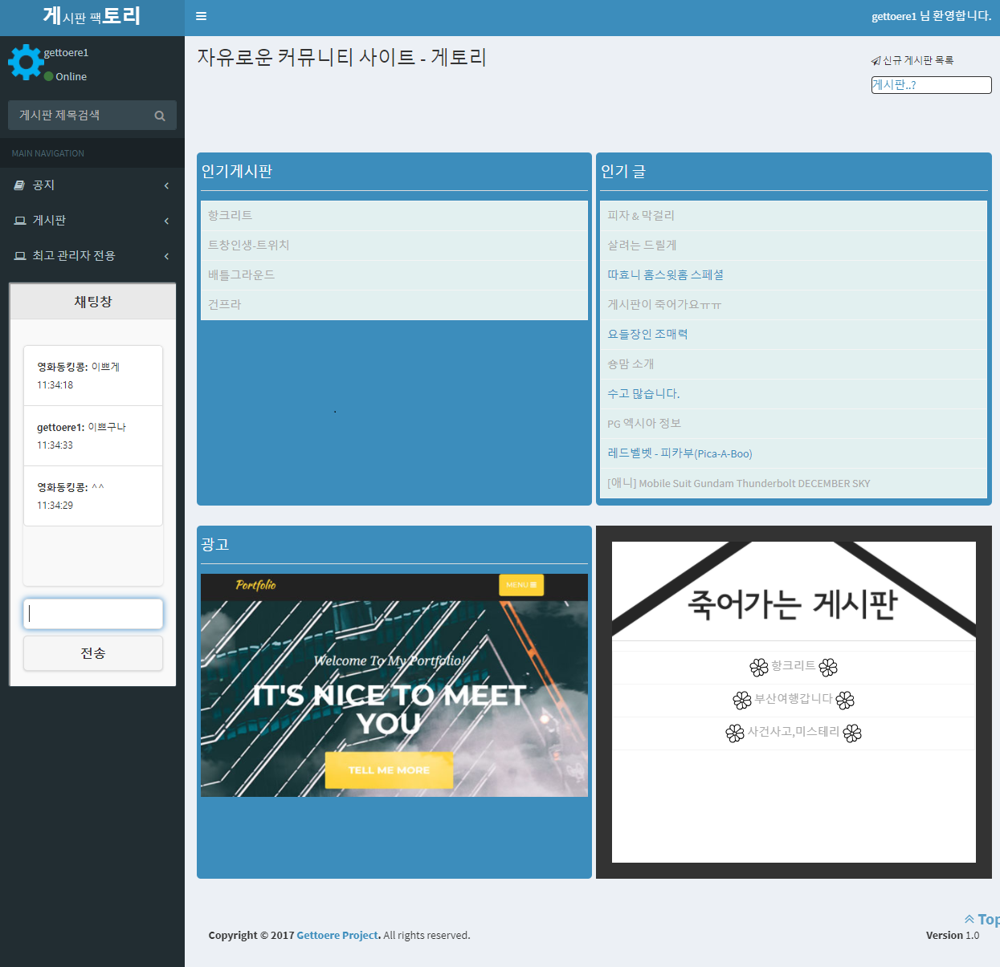 게시판 팩토리
gettoere1 님 환영합니다.
gettoere1
Online
게시판 제목검색
MAIN NAVIGATION
공지
게시판
최고 관리자 전용
채팅창
영화동킹콩: 이쁘게
11:34:18
gettoere1: 이쁘구나
11:34:33
영화동킹콩: ^^
11:34:29
전송
자유로운 커뮤니티 사이트 - 게토리
신규 게시판 목록
게시판..?
인기게시판
항크리트
트창인생-트위치
배틀그라운드
건프라
인기 글
피자 & 막걸리
살려는 드릴게
따효니 홈스윗홈 스페셜
게시판이 죽어가요ㅠㅠ
요들장인 조매력
숑맘 소개
수고 많습니다.
PG 엑시아 정보
레드벨벳 - 피카부(Pica-A-Boo)
[애니] Mobile Suit Gundam Thunderbolt DECEMBER SKY
광고
Portfolio
MENU
Welcome To My Portfolio!
IT'S NICE TO MEET
YOU
TELL ME MORE
죽어가는 게시판
항크리트
부산여행갑니다
사건사고,미스테리
Top
Copyright © 2017 Gettoere Project. All rights reserved.
Version 1.0